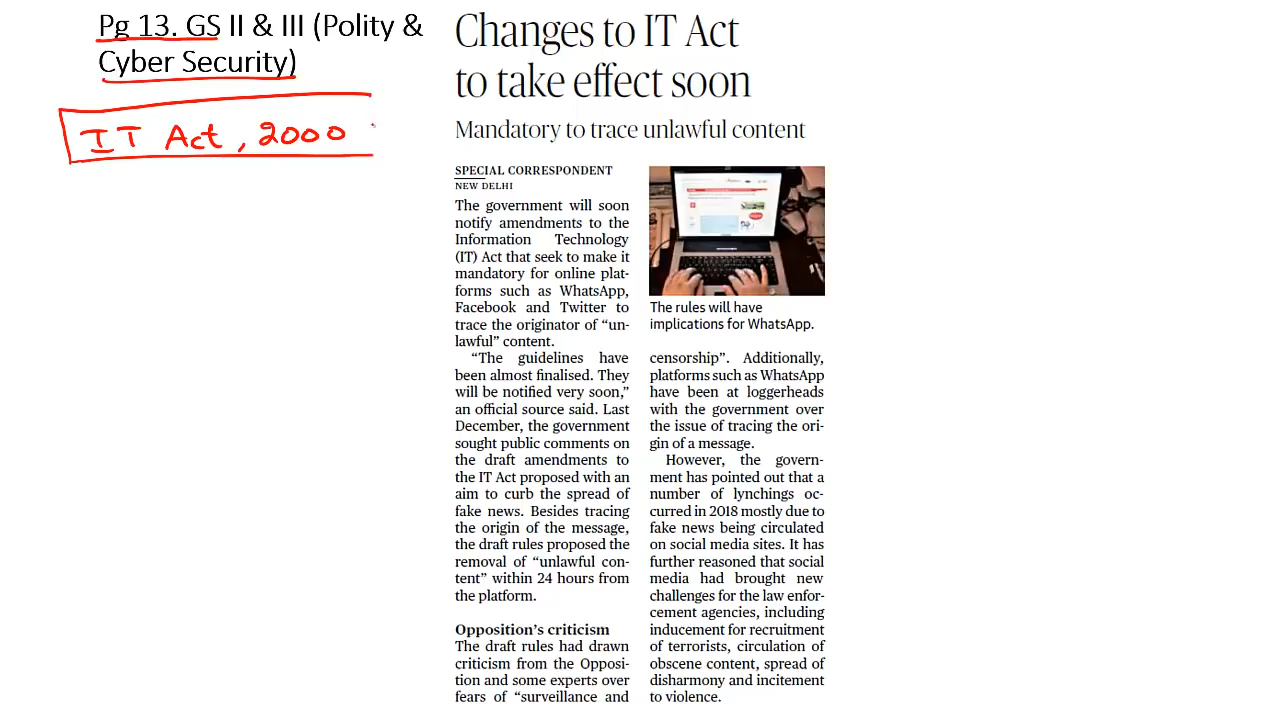 Pg 13. GS II & III (Polity &
Cyber Security)
IT Act, 2000
Changes to IT Act
to take effect soon
Mandatory to trace unlawful content
SPECIAL CORRESPONDENT
NEW DELHI
The government will soon
notify amendments to the
Information Technology
(IT) Act that seek to make it
mandatory for online plat-
forms such as WhatsApp,
Facebook and Twitter to
trace the originator of “un-
lawful” content.
“The guidelines have
been almost finalised. They
will be notified very soon,”
an official source said. Last
December, the government
sought public comments on
the draft amendments to
the IT Act proposed with an
aim to curb the spread of
fake news. Besides tracing
the origin of the message,
the draft rules proposed the
removal of “unlawful con-
tent” within 24 hours from
the platform.
Opposition’s criticism
The draft rules had drawn
criticism from the Opposi-
tion and some experts over
fears of “surveillance and
The rules will have
implications for WhatsApp.
censorship”. Additionally,
platforms such as WhatsApp
have been at loggerheads
with the government over
the issue of tracing the ori-
gin of a message.
However, the govern-
ment has pointed out that a
number of lynchings oc-
curred in 2018 mostly due to
fake news being circulated
on social media sites. It has
further reasoned that social
media had brought new
challenges for the law enfor-
cement agencies, including
inducement for recruitment
of terrorists, circulation of
obscene content, spread of
disharmony and incitement
to violence.